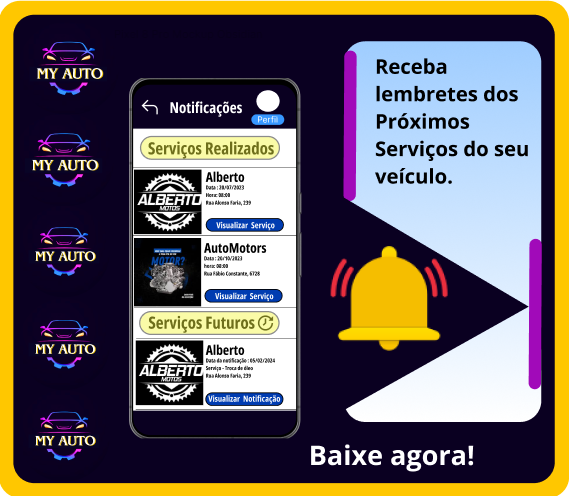 MY AUTO
MY AUTO
MY AUTO
MY AUTO
MY AUTO
Notificações
Perfil
Serviços Realizados
ALBERTO
MOTOS
Alberto
Data : 20/07/2023
Hora: 08:00
Rua Alonso Faria, 239
Visualizar Serviço
MOTOR?
AutoMotors
Data : 20/10/2023
hora: 08:00
Rua Fábio Constante, 6728
Visualizar Serviço
Serviços Futuros
ALBERTO
MOTOS
Alberto
Data da notificação : 05/02/2024
Serviço - Troca de óleo
Rua Alonso Faria, 239
Visualizar Notificação
Receba
lembretes dos
Próximos
Serviços do seu
veículo.
Baixe agora!